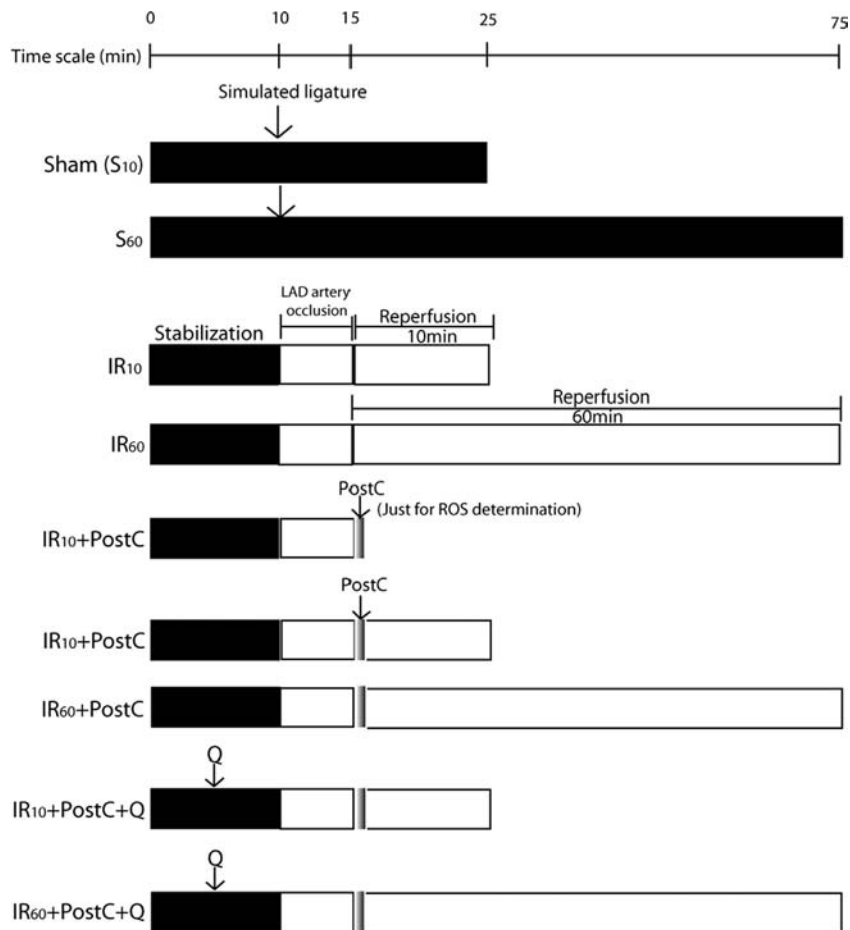 0 10 15 25 75
Time scale (min)
Simulated ligature
Sham (S10)
S60
LAD artery
occlusion
Reperfusion
Stabilization
10min
IR10
Reperfusion
60min
IR60
PostC
(Just for ROS determination)
IR10+PostC
PostC
IR10+PostC
IR60+PostC
Q
IR10+PostC+Q
Q
IR60+PostC+Q